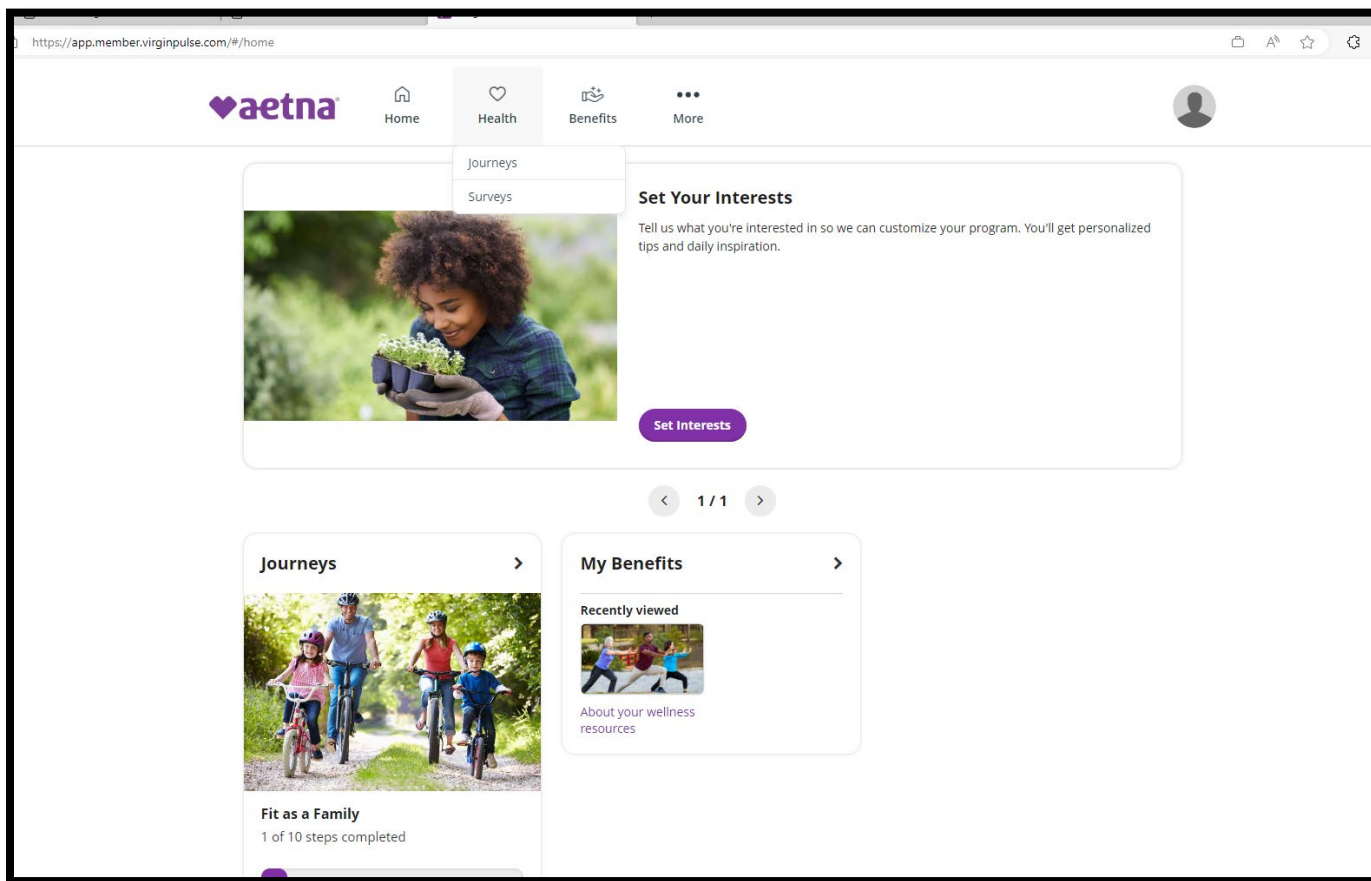 https://app.member.virginpulse.com/#/home
aetna
Home
Health
Benefits
More
Journeys
Surveys
Set Your Interests
Tell us what you're interested in so we can customize your program. You'll get personalized
tips and daily inspiration.
Set Interests
1 / 1
Journeys
My Benefits
Recently viewed
About your wellness
resources
Fit as a Family
1 of 10 steps completed